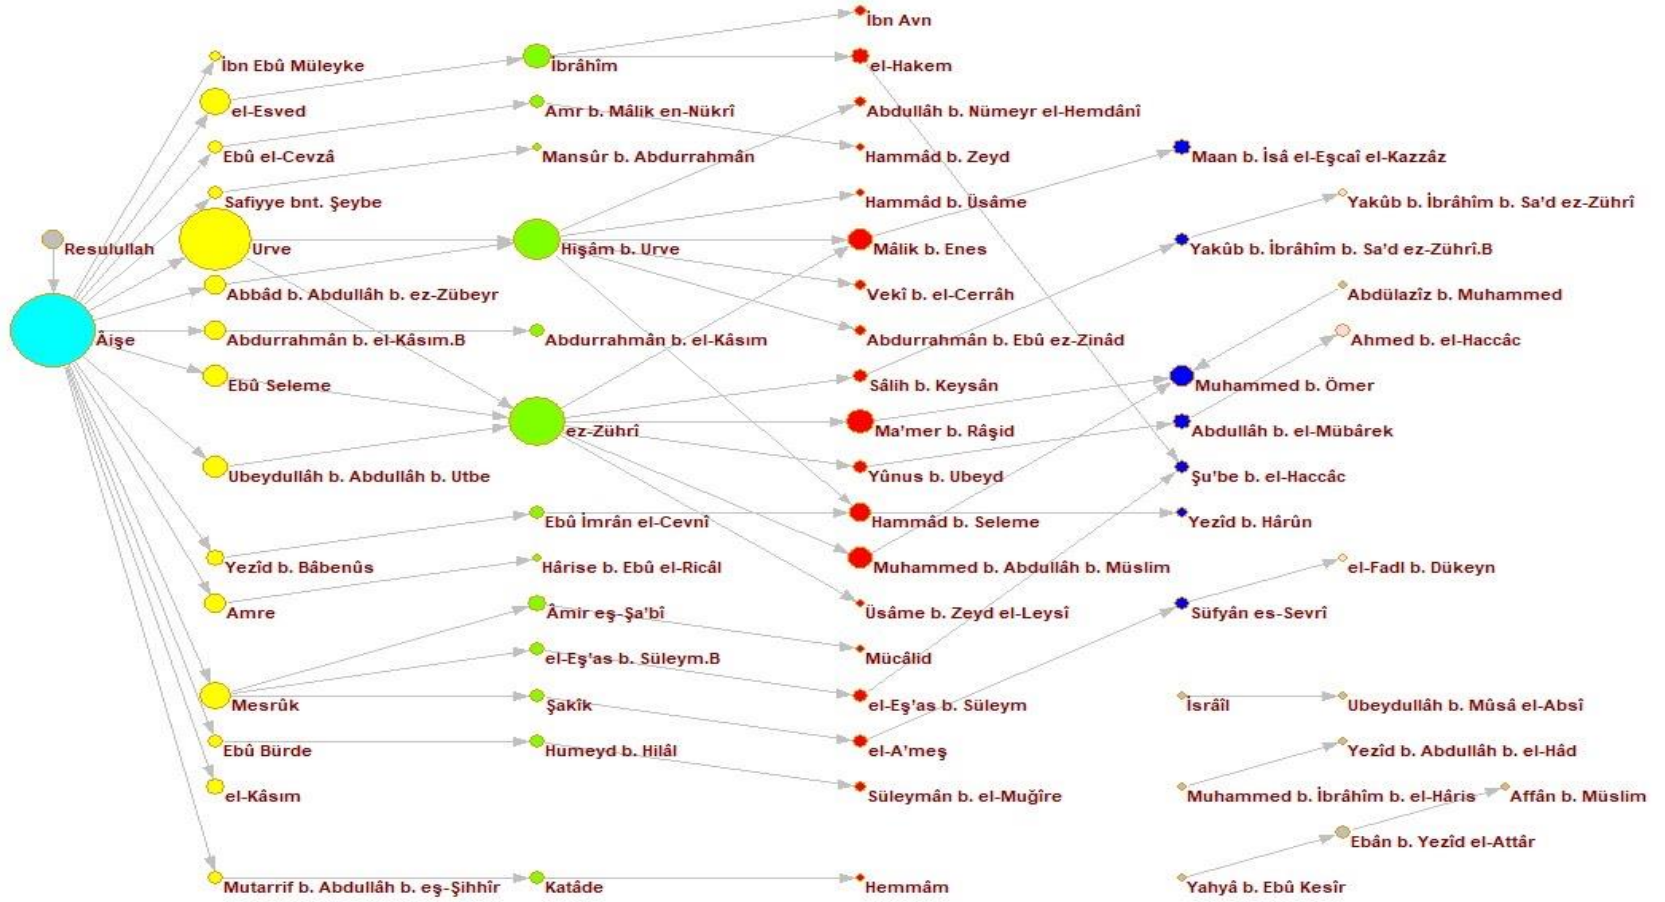 İbn Avn
İbn Ebû Müleyke
İbrâhîm
el-Hakem
el-Esved
Amr b. Mâlik en-Nükrî
Abdullâh b. Nümeyr el-Hemdânî
Ebû el-Cevzâ
Mansûr b. Abdurrahmân
Hammâd b. Zeyd
Maan b. İsâ el-Eşcaî el-Kazzâz
Safiyye bnt. Şeybe
Hammâd b. Üsâme
Yakûb b. İbrâhîm b. Sa'd ez-Zührî
Resulullah
Urve
Hişâm b. Urve
Mâlik b. Enes
Yakûb b. İbrâhîm b. Sa'd ez-Zührî.B
Abbâd b. Abdullâh b. ez-Zübeyr
Vekî b. el-Cerrâh
Abdülazîz b. Muhammed
Âişe
Abdurrahmân b. el-Kâsım.B
Abdurrahmân b. el-Kâsım
Abdurrahmân b. Ebû ez-Zinâd
Ahmed b. el-Haccâc
Ebû Seleme
Sâlih b. Keysân
Muhammed b. Ömer
ez-Zührî
Ma'mer b. Râşid
Abdullâh b. el-Mübârek
Ubeydullâh b. Abdullâh b. Utbe
Yûnus b. Ubeyd
Şu'be b. el-Haccâc
Ebû İmrân el-Cevnî
Hammâd b. Seleme
Yezîd b. Hârûn
Yezîd b. Bâbenûs
Hârise b. Ebû el-Ricâl
Muhammed b. Abdullâh b. Müslim
el-Fadl b. Dükeyn
Amre
Âmir eş-Şa'bî
Üsâme b. Zeyd el-Leysî
Süfyân es-Sevrî
el-Eş'as b. Süleym.B
Mücâlid
Mesrûk
Şakîk
el-Eş'as b. Süleym
İsrâîl
Ubeydullâh b. Mûsâ el-Absî
Ebû Bürde
Humeyd b. Hilâl
el-A'meş
Yezîd b. Abdullâh b. el-Hâd
el-Kâsım
Süleymân b. el-Muğîre
Muhammed b. İbrâhîm b. el-Hâris
Affân b. Müslim
Ebân b. Yezîd el-Attâr
Mutarrif b. Abdullâh b. eş-Şihhîr
Katâde
Hemmâm
Yahyâ b. Ebû Kesîr